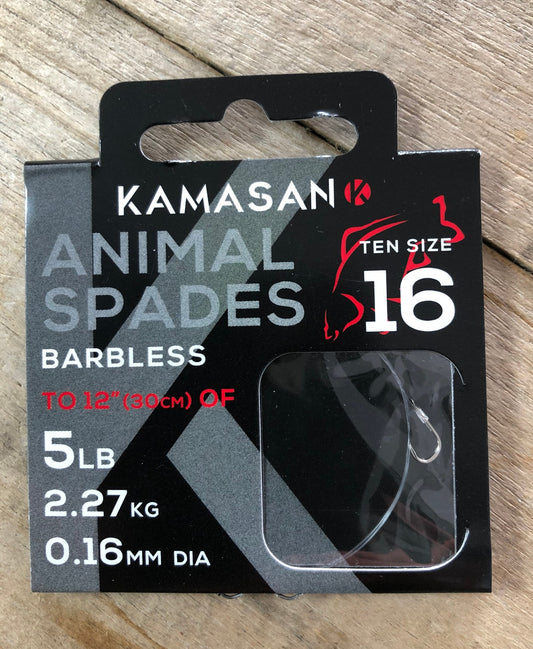 KAMASAN K
ANIMAL
SPADES
BARBLESS
TO 12" (30CM) OF
5LB
2.27KG
0.16MM DIA
TEN SIZE
16